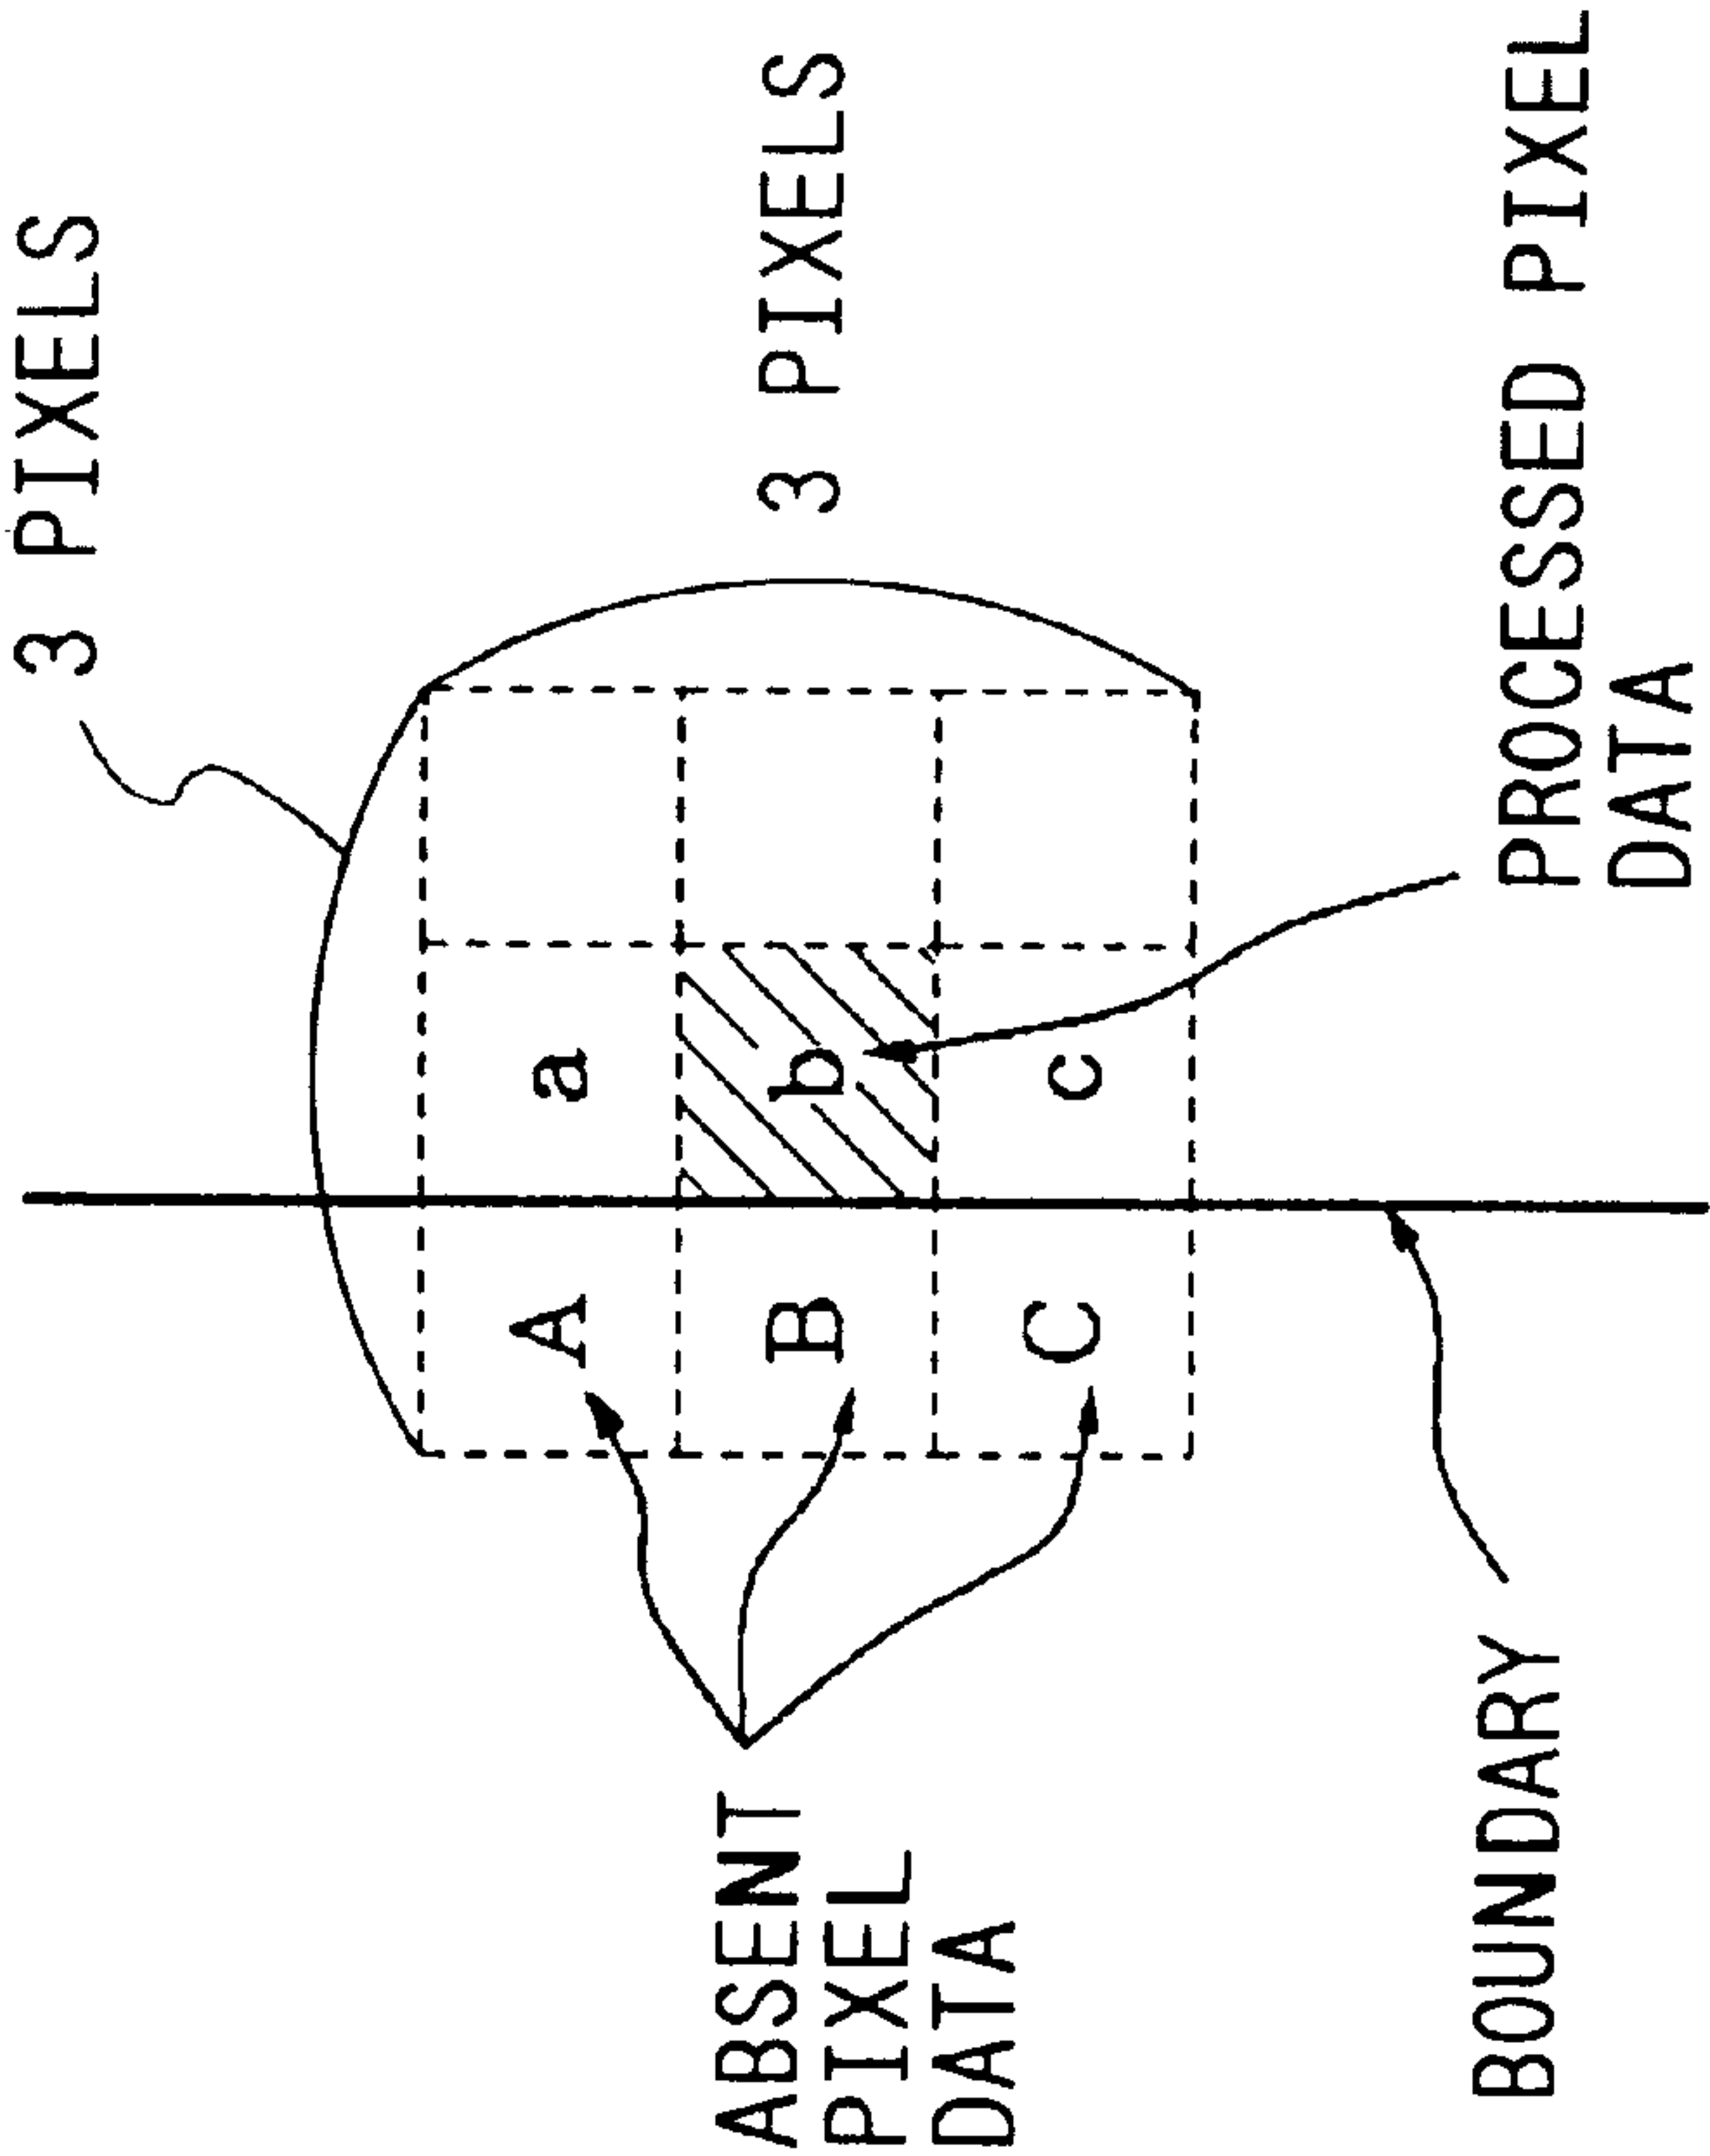 3 PIXELS
A a
ABSENT
PIXEL
DATA
B b
3 PIXELS
C c
BOUNDARY
PROCESSED PIXEL
DATA